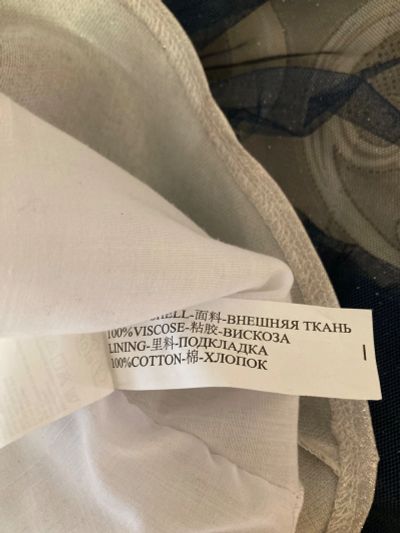 SHELL-面料-ВНЕШНЯЯ ТКАНЬ
100%VISCOSE-粘胶-ВИСКОЗА
LINING-里料-ПОДКЛАДКА
100%COTTON-棉-ХЛОПОК